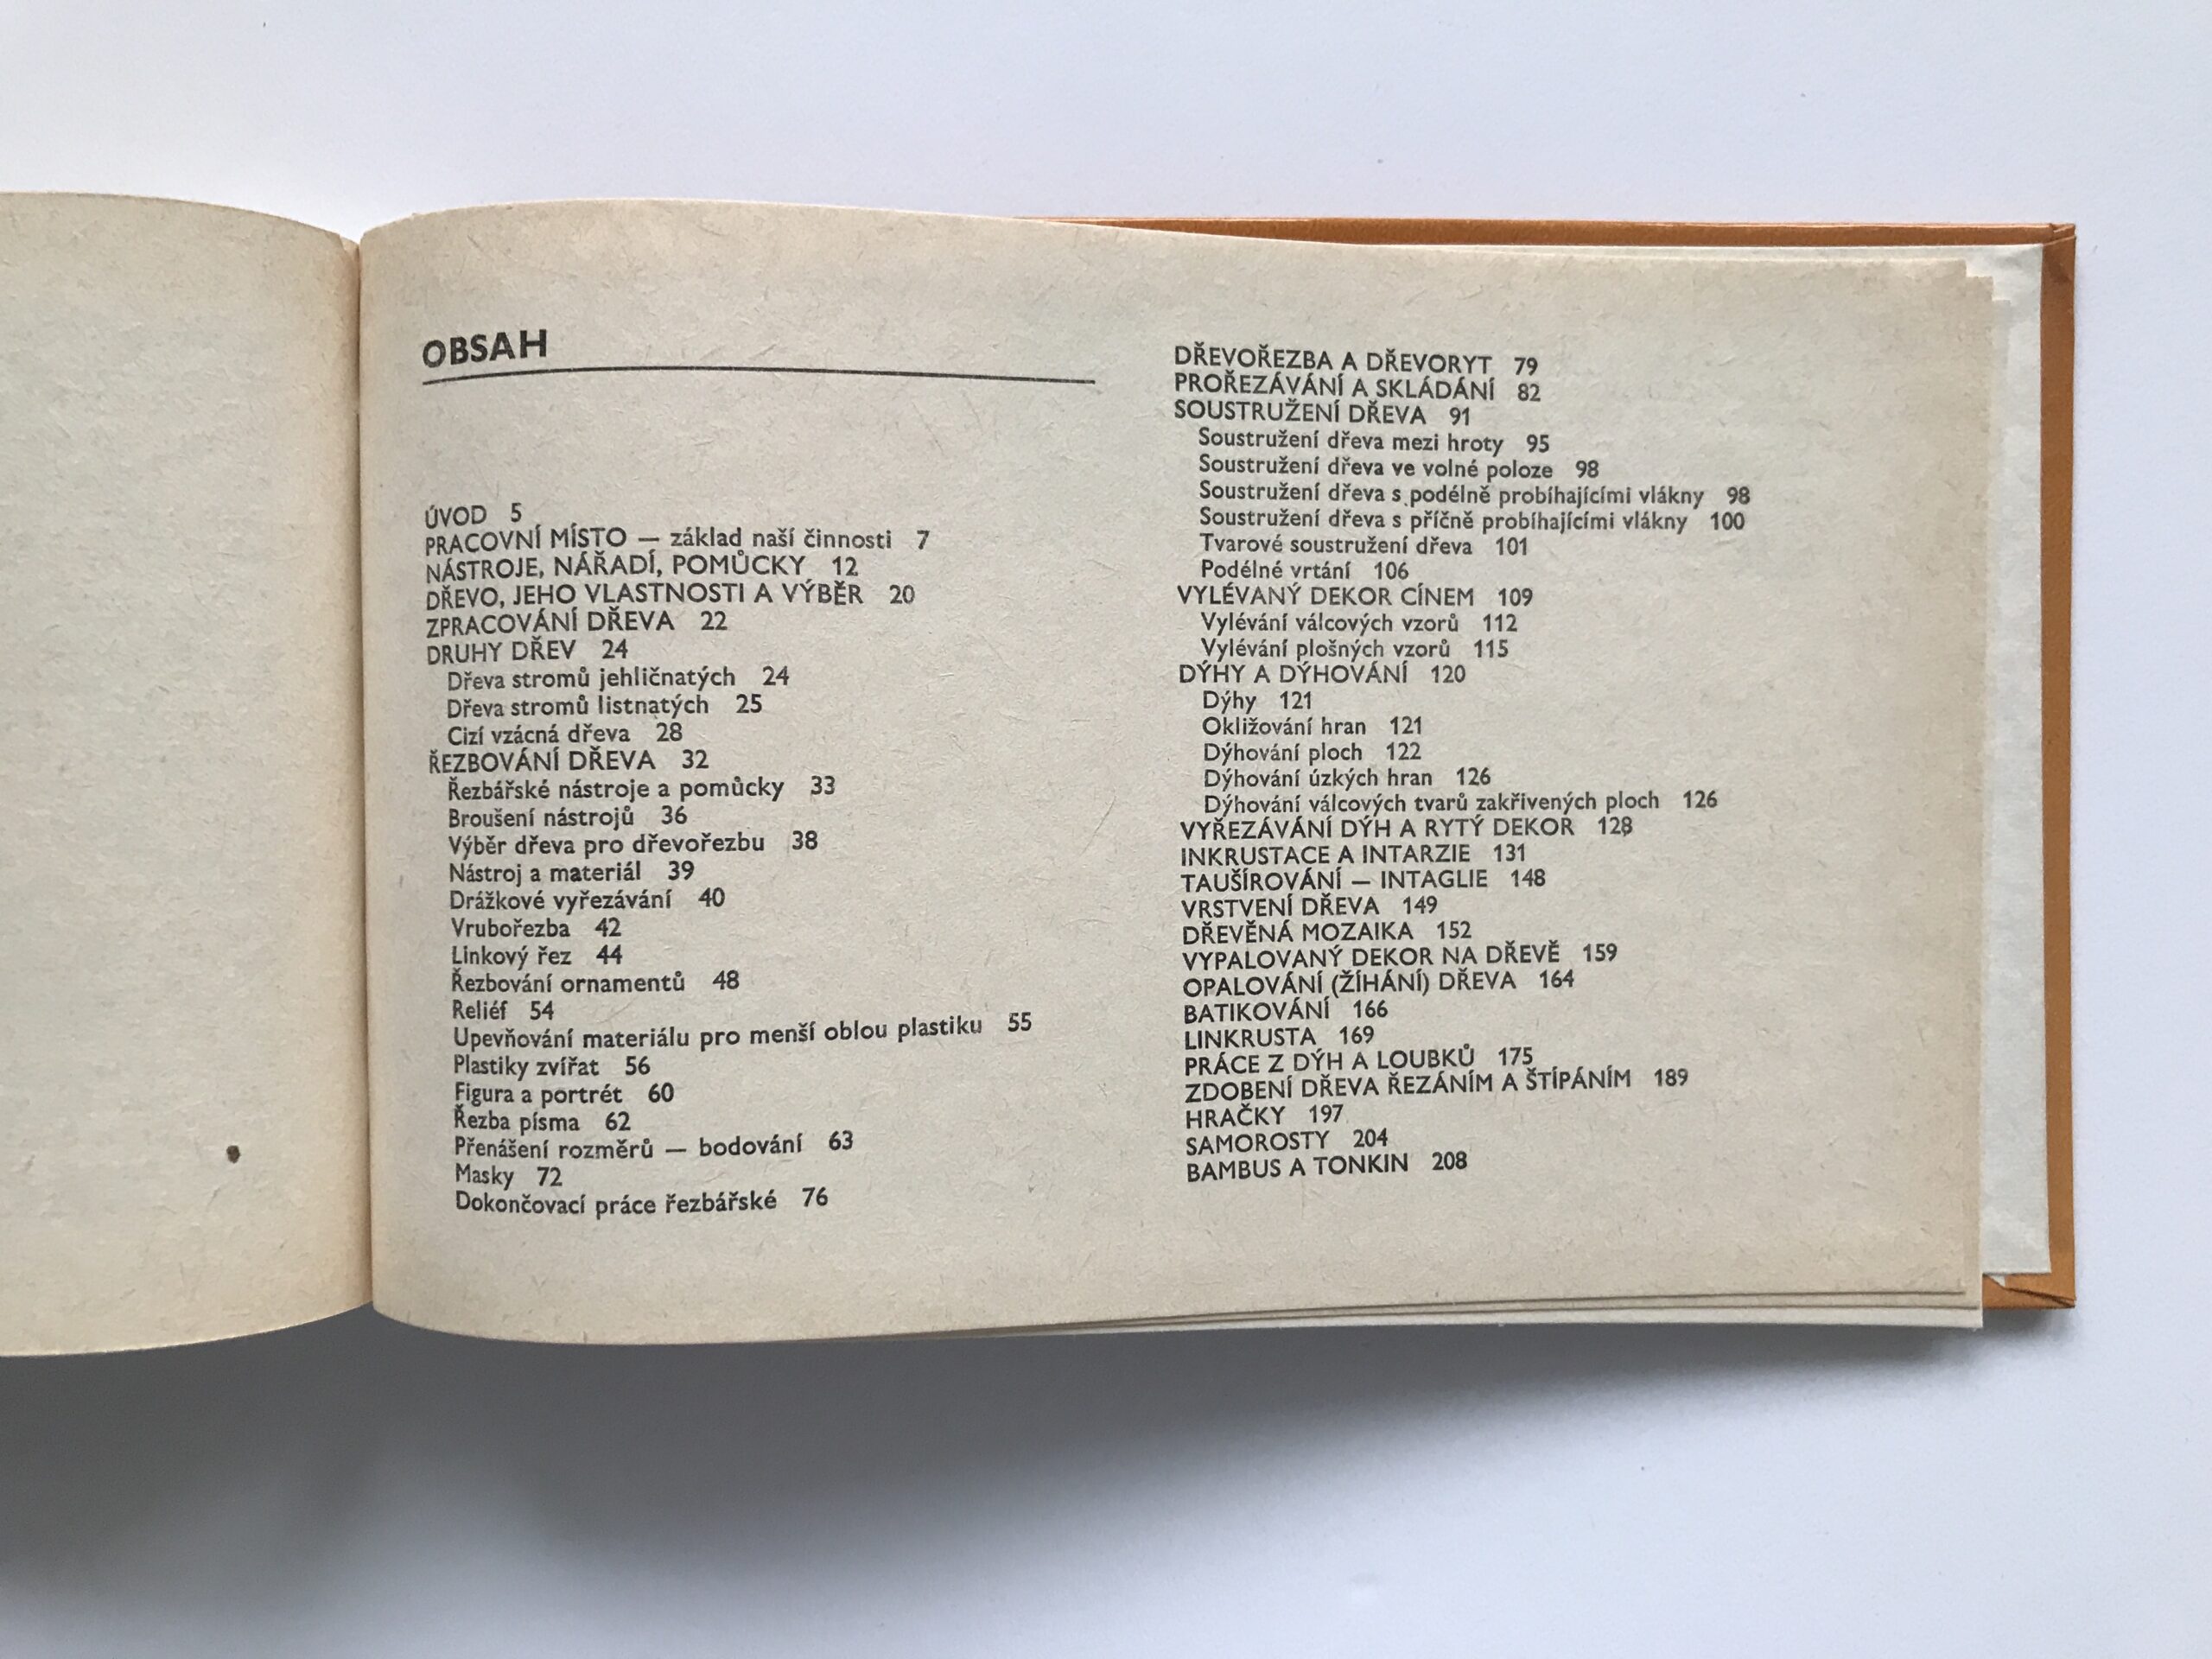 OBSAH
ÚVOD 5
PRACOVNÍ MÍSTO — základ naší činnosti 7
NÁSTROJE, NÁŘADÍ, POMŮCKY 12
DŘEVO, JEHO VLASTNOSTI A VÝBĚR 20
ZPRACOVÁNÍ DŘEVA 22
DRUHY DŘEV 24
Dřeva stromů jehličnatých 24
Dřeva stromů listnatých 25
Cizí vzácná dřeva 28
ŘEZBOVÁNÍ DŘEVA 32
Řezbářské nástroje a pomůcky 33
Broušení nástrojů 36
Výběr dřeva pro dřevořezbu 38
Nástroj a materiál 39
Drážkové vyřezávání 40
Vrubořezba 42
Linkový řez 44
Řezbování ornamentů 48
Reliéf 54
Upevňování materiálu pro menší oblou plastiku 55
Plastiky zvířat 56
Figura a portrét 60
Řezba písma 62
Přenášení rozměrů — bodování 63
Masky 72
Dokončovací práce řezbářské 76
DŘEVOŘEZBA A DŘEVORYT 79
PROŘEZÁVÁNÍ A SKLÁDÁNÍ 82
SOUSTRUŽENÍ DŘEVA 91
Soustružení dřeva mezi hroty 95
Soustružení dřeva ve volné poloze 98
Soustružení dřeva s podélně probíhajícími vlákny 98
Soustružení dřeva s příčně probíhajícími vlákny 100
Tvarové soustružení dřeva 101
Podélné vrtání 106
VYLÉVANÝ DEKOR CÍNEM 109
Vylévání válcových vzorů 112
Vylévání plošných vzorů 115
DÝHY A DÝHOVÁNÍ 120
Dýhy 121
Okližování hran 121
Dýhování ploch 122
Dýhování úzkých hran 126
Dýhování válcových tvarů zakřivených ploch 126
VYŘEZÁVÁNÍ DÝH A RYTÝ DEKOR 128
INKRUSTACE A INTARZIE 131
TAUŠÍROVÁNÍ — INTAGLIE 148
VRSTVENÍ DŘEVA 149
DŘEVĚNÁ MOZAIKA 152
VYPALOVANÝ DEKOR NA DŘEVĚ 159
OPALOVÁNÍ (ŽÍHÁNÍ) DŘEVA 164
BATIKOVÁNÍ 166
LINKRUSTA 169
PRÁCE Z DÝH A LOUBKŮ 175
ZDOBENÍ DŘEVA ŘEZÁNÍM A ŠTÍPÁNÍM 189
HRAČKY 197
SAMOROSTY 204
BAMBUS A TONKIN 208